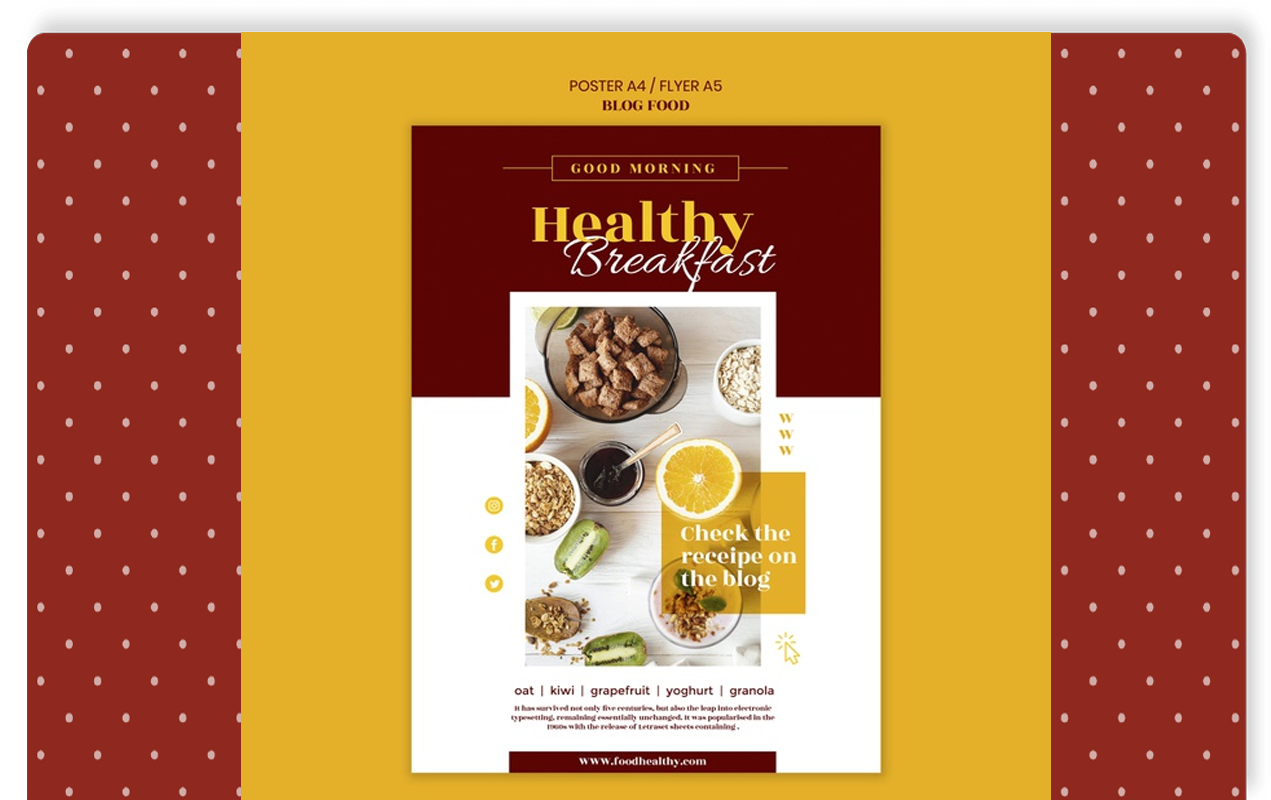 POSTER A4 / FLYER A5
BLOG FOOD
GOOD MORNING
Healthy
Breakfast
W
W
W
Check the
receipe on
the blog
oat | kiwi | grapefruit | yoghurt | granola
It has survived not only five centuries, but also the leap into electronic
typesetting, remaining essentially unchanged. It was popularised in the
1960s with the release of Letraset sheets containing .
www.foodhealthy.com